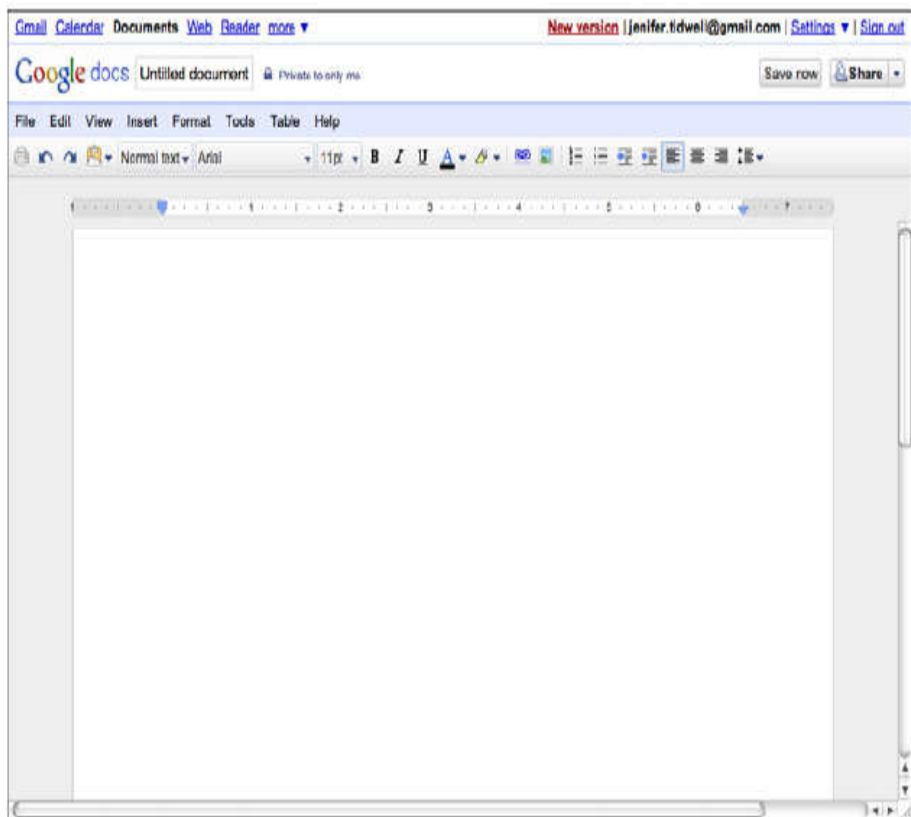 Gmail Calendar Documents Web Reader more ▼ New version | jenifer.tidwell@gmail.com | Settings ▼ | Sign out
Google docs Untitled document Private to only me Save now Share
File Edit View Insert Format Tools Table Help
Normal text Arial 11pt B I U A
1 1 2 3 4 5 6 7